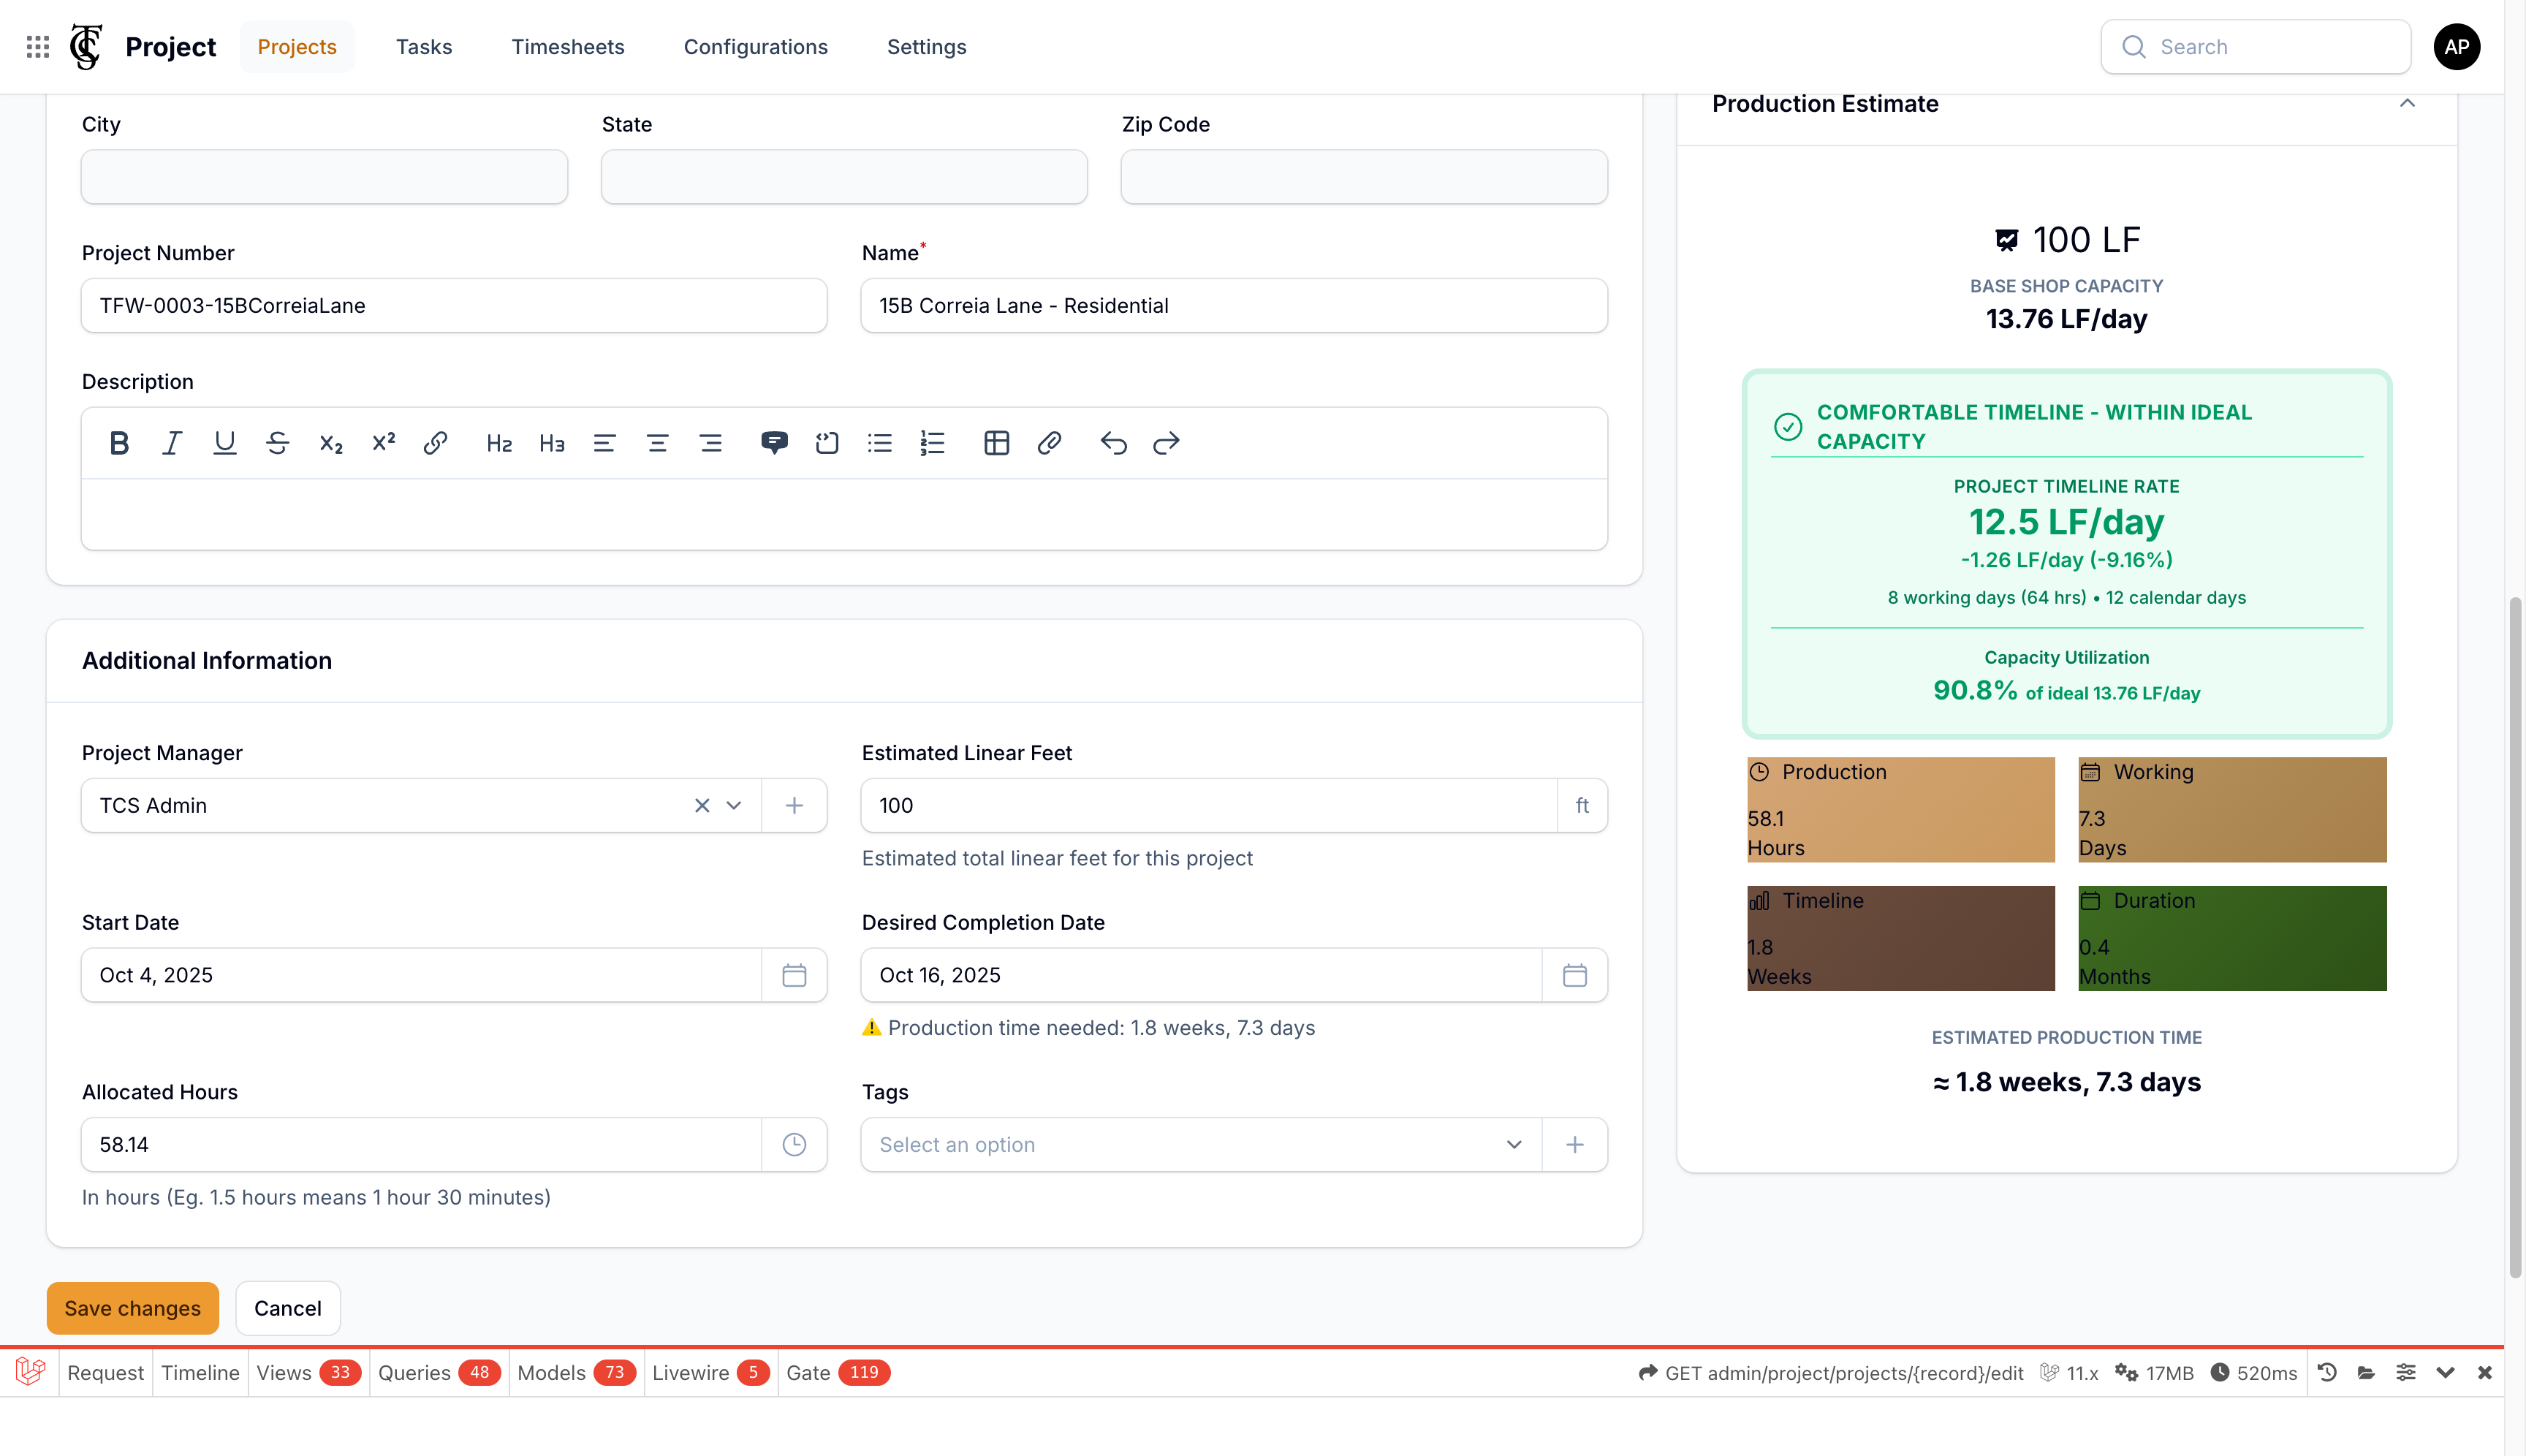 Project
Projects
Tasks
Timesheets
Configurations
Settings
Search
AP
City
State
Zip Code
Project Number
Name*
TFW-0003-15BCorreiaLane
15B Correia Lane - Residential
Description
B I U S X₂ X² H2 H3
Additional Information
Project Manager
Estimated Linear Feet
TCS Admin
100
ft
Estimated total linear feet for this project
Start Date
Desired Completion Date
Oct 4, 2025
Oct 16, 2025
⚠️ Production time needed: 1.8 weeks, 7.3 days
Allocated Hours
Tags
58.14
Select an option
In hours (Eg. 1.5 hours means 1 hour 30 minutes)
Save changes
Cancel
Production Estimate
100 LF
BASE SHOP CAPACITY
13.76 LF/day
COMFORTABLE TIMELINE - WITHIN IDEAL
CAPACITY
PROJECT TIMELINE RATE
12.5 LF/day
-1.26 LF/day (-9.16%)
8 working days (64 hrs) • 12 calendar days
Capacity Utilization
90.8% of ideal 13.76 LF/day
Production
58.1
Hours
Working
7.3
Days
Timeline
1.8
Weeks
Duration
0.4
Months
ESTIMATED PRODUCTION TIME
≈ 1.8 weeks, 7.3 days
Request
Timeline
Views 33
Queries 48
Models 73
Livewire 5
Gate 119
GET admin/project/projects/{record}/edit
11.x
17MB
520ms